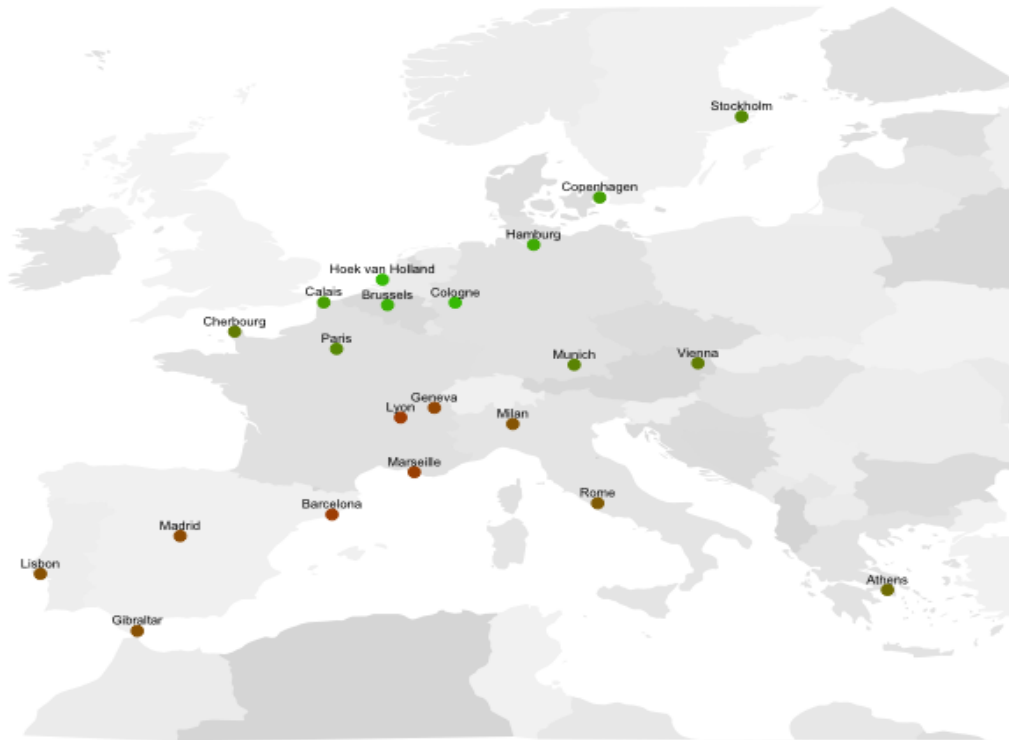 Stockholm
Copenhagen
Hamburg
Hoek van Holland
Calais
Brussels
Cologne
Cherbourg
Paris
Munich
Vienna
Geneva
Lyon
Milan
Marseille
Rome
Barcelona
Madrid
Lisbon
Athens
Gibraltar